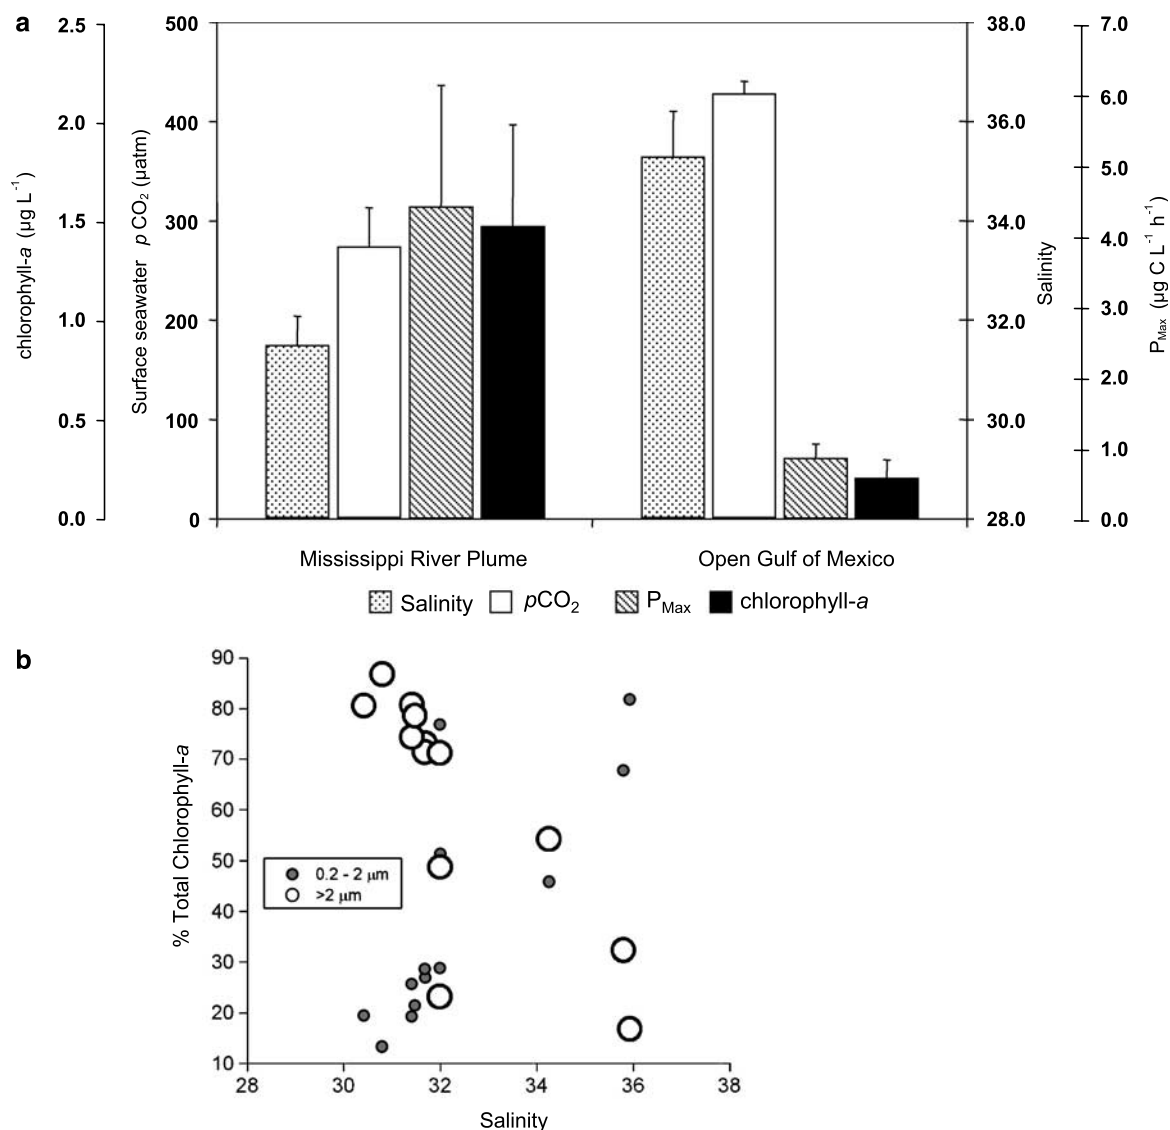 a
2.5
2.0
1.5
1.0
0.5
0.0
chlorophyll-a (µg L⁻¹)
500
400
300
200
100
0
Surface seawater pCO₂ (µatm)
38.0
36.0
34.0
32.0
30.0
28.0
Salinity
7.0
6.0
5.0
4.0
3.0
2.0
1.0
0.0
P_Max (µg C L⁻¹ h⁻¹)
Mississippi River Plume
Open Gulf of Mexico
Salinity pCO₂ P_Max chlorophyll-a
b
90
80
70
60
50
40
30
20
10
% Total Chlorophyll-a
0.2 - 2 µm
>2 µm
28 30 32 34 36 38
Salinity